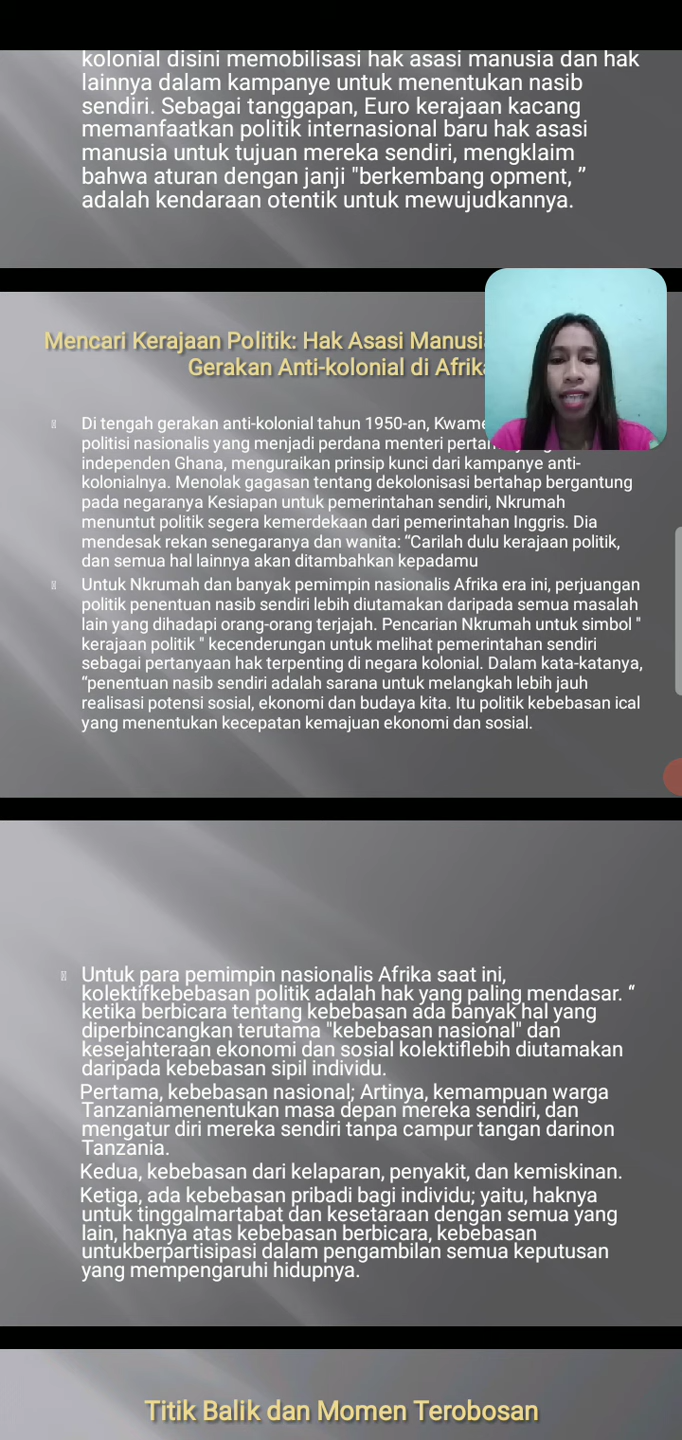 kolonial disini memobilisasi hak asasi manusia dan hak
lainnya dalam kampanye untuk menentukan nasib
sendiri. Sebagai tanggapan, Euro kerajaan kacang
memanfaatkan politik internasional baru hak asasi
manusia untuk tujuan mereka sendiri, mengklaim
bahwa aturan dengan janji "berkembang opment, ”
adalah kendaraan otentik untuk mewujudkannya.
Mencari Kerajaan Politik: Hak Asasi Manusia
Gerakan Anti-kolonial di Afrika
Di tengah gerakan anti-kolonial tahun 1950-an, Kwame
politisi nasionalis yang menjadi perdana menteri
independen Ghana, menguraikan prinsip kunci dari kampanye anti-
kolonialnya. Menolak gagasan tentang dekolonisasi bertahap bergantung
pada negaranya Kesiapan untuk pemerintahan sendiri, Nkrumah
menuntut politik segera kemerdekaan dari pemerintahan Inggris. Dia
mendesak rekan senegaranya dan wanita: “Carilah dulu kerajaan politik,
dan semua hal lainnya akan ditambahkan kepadamu
Untuk Nkrumah dan banyak pemimpin nasionalis Afrika era ini, perjuangan
politik penentuan nasib sendiri lebih diutamakan daripada semua masalah
lain yang dihadapi orang-orang terjajah. Pencarian Nkrumah untuk simbol "
kerajaan politik " kecenderungan untuk melihat pemerintahan sendiri
sebagai pertanyaan hak terpenting di negara kolonial. Dalam kata-katanya,
“penentuan nasib sendiri adalah sarana untuk melangkah lebih jauh
realisasi potensi sosial, ekonomi dan budaya kita. Itu politik kebebasan ical
yang menentukan kecepatan kemajuan ekonomi dan sosial.
Untuk para pemimpin nasionalis Afrika saat ini,
kolektifkebebasan politik adalah hak yang paling mendasar. “
ketika berbicara tentang kebebasan ada banyak hal yang
diperbincangkan terutama "kebebasan nasional" dan
kesejahteraan ekonomi dan sosial kolektiflebih diutamakan
daripada kebebasan sipil individu.
Pertama, kebebasan nasional; Artinya, kemampuan warga
Tanzaniamenentukan masa depan mereka sendiri, dan
mengatur diri mereka sendiri tanpa campur tangan darinon
Tanzania.
Kedua, kebebasan dari kelaparan, penyakit, dan kemiskinan.
Ketiga, ada kebebasan pribadi bagi individu; yaitu, haknya
untuk tinggalmartabat dan kesetaraan dengan semua yang
lain, haknya atas kebebasan berbicara, kebebasan
untukberpartisipasi dalam pengambilan semua keputusan
yang mempengaruhi hidupnya.
Titik Balik dan Momen Terobosan